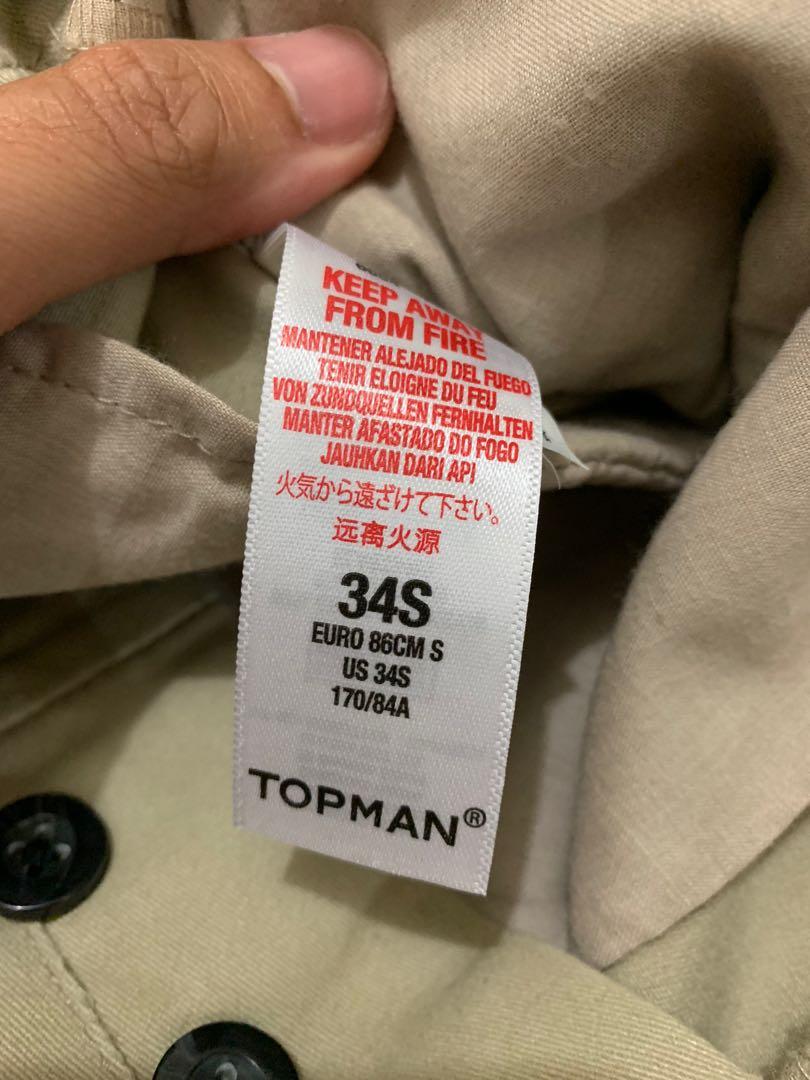 KEEP AWAY
FROM FIRE
MANTENER ALEJADO DEL FUEGO
TENIR ELOIGNE DU FEU
VON ZUNDQUELLEN FERNHALTEN
MANTER AFASTADO DO FOGO
JAUHKAN DARI API
火気から遠ざけて下さい。
远离火源
34S
EURO 86CM S
US 34S
170/84A
TOPMAN®